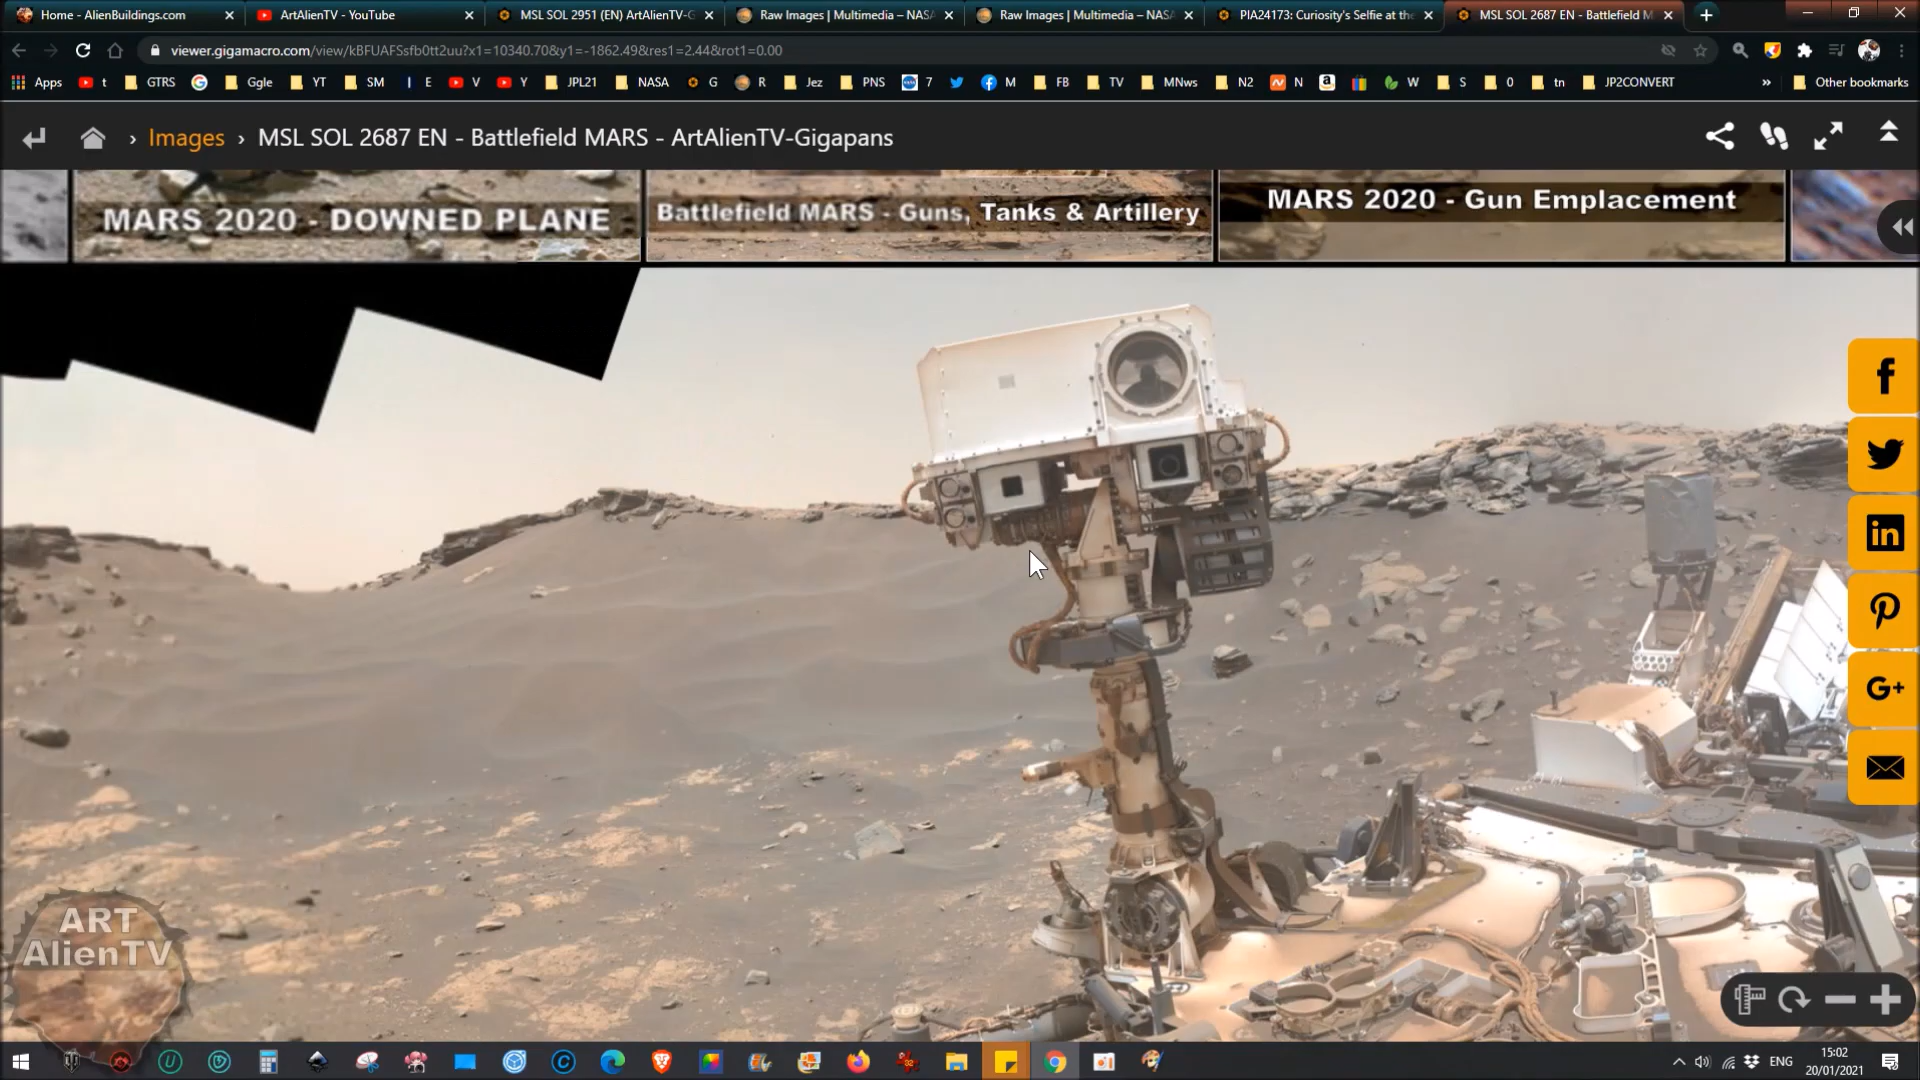 Home - AlienBuildings.com
ArtAlienTV - YouTube
MSL SOL 2951 (EN) ArtAlienTV-G
Raw Images | Multimedia – NASA
Raw Images | Multimedia – NASA
PIA24173: Curiosity's Selfie at the
MSL SOL 2687 EN - Battlefield M
viewer.gigamacro.com/view/kBFUAFSsfb0tt2uu?x1=10340.70&y1=-1862.49&res1=2.44&rot1=0.00
Apps t GTRS Ggle YT SM E V Y JPL21 NASA G R Jez PNS 7 M FB TV MNws N2 N W S 0 tn JP2CONVERT » Other bookmarks
› Images › MSL SOL 2687 EN - Battlefield MARS - ArtAlienTV-Gigapans
MARS 2020 - DOWNED PLANE
Battlefield MARS - Guns, Tanks & Artillery
MARS 2020 - Gun Emplacement
f
in
G+
ART
AlienTV
ENG
15:02
20/01/2021